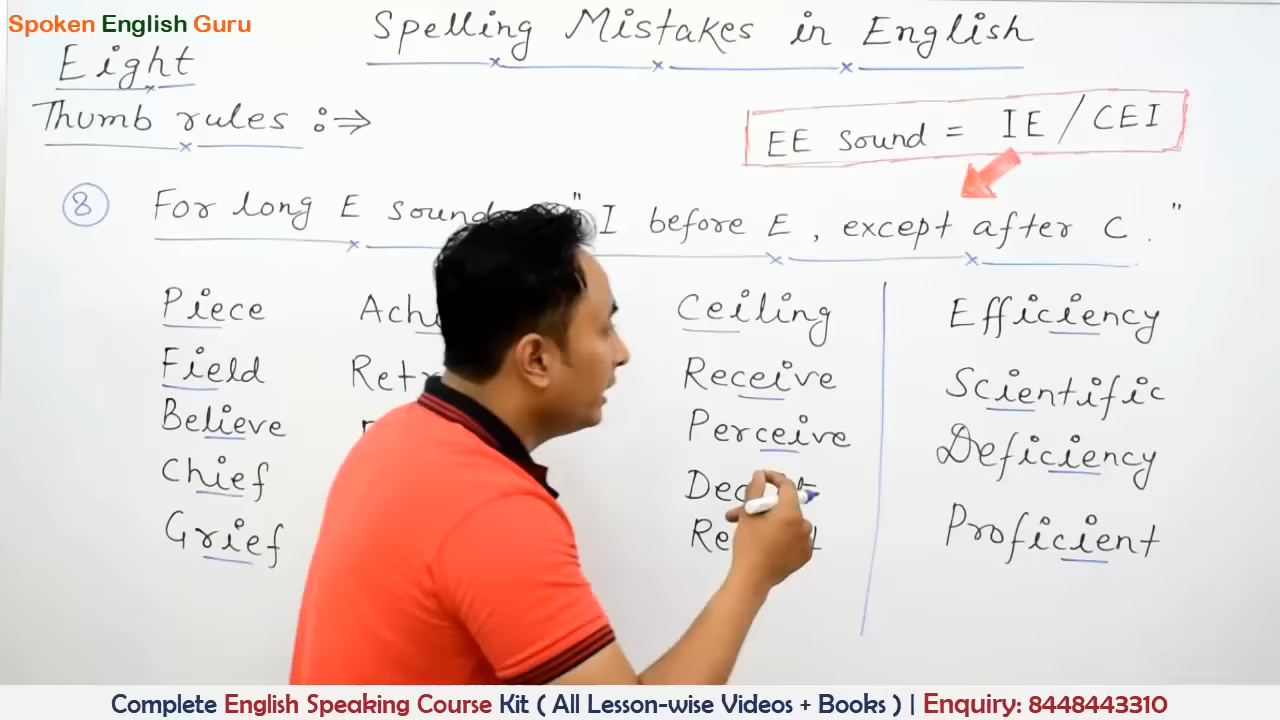 Spoken English Guru
Spelling Mistakes in English
Eight
Thumb rules :⇒
EE sound = IE / CEI
8 For long E sound " I before E, except after C. "
Piece Ceiling Efficiency
Field Receive Scientific
Believe Perceive Deficiency
Chief
Grief Proficient
Complete English Speaking Course Kit ( All Lesson-wise Videos + Books ) | Enquiry: 8448443310